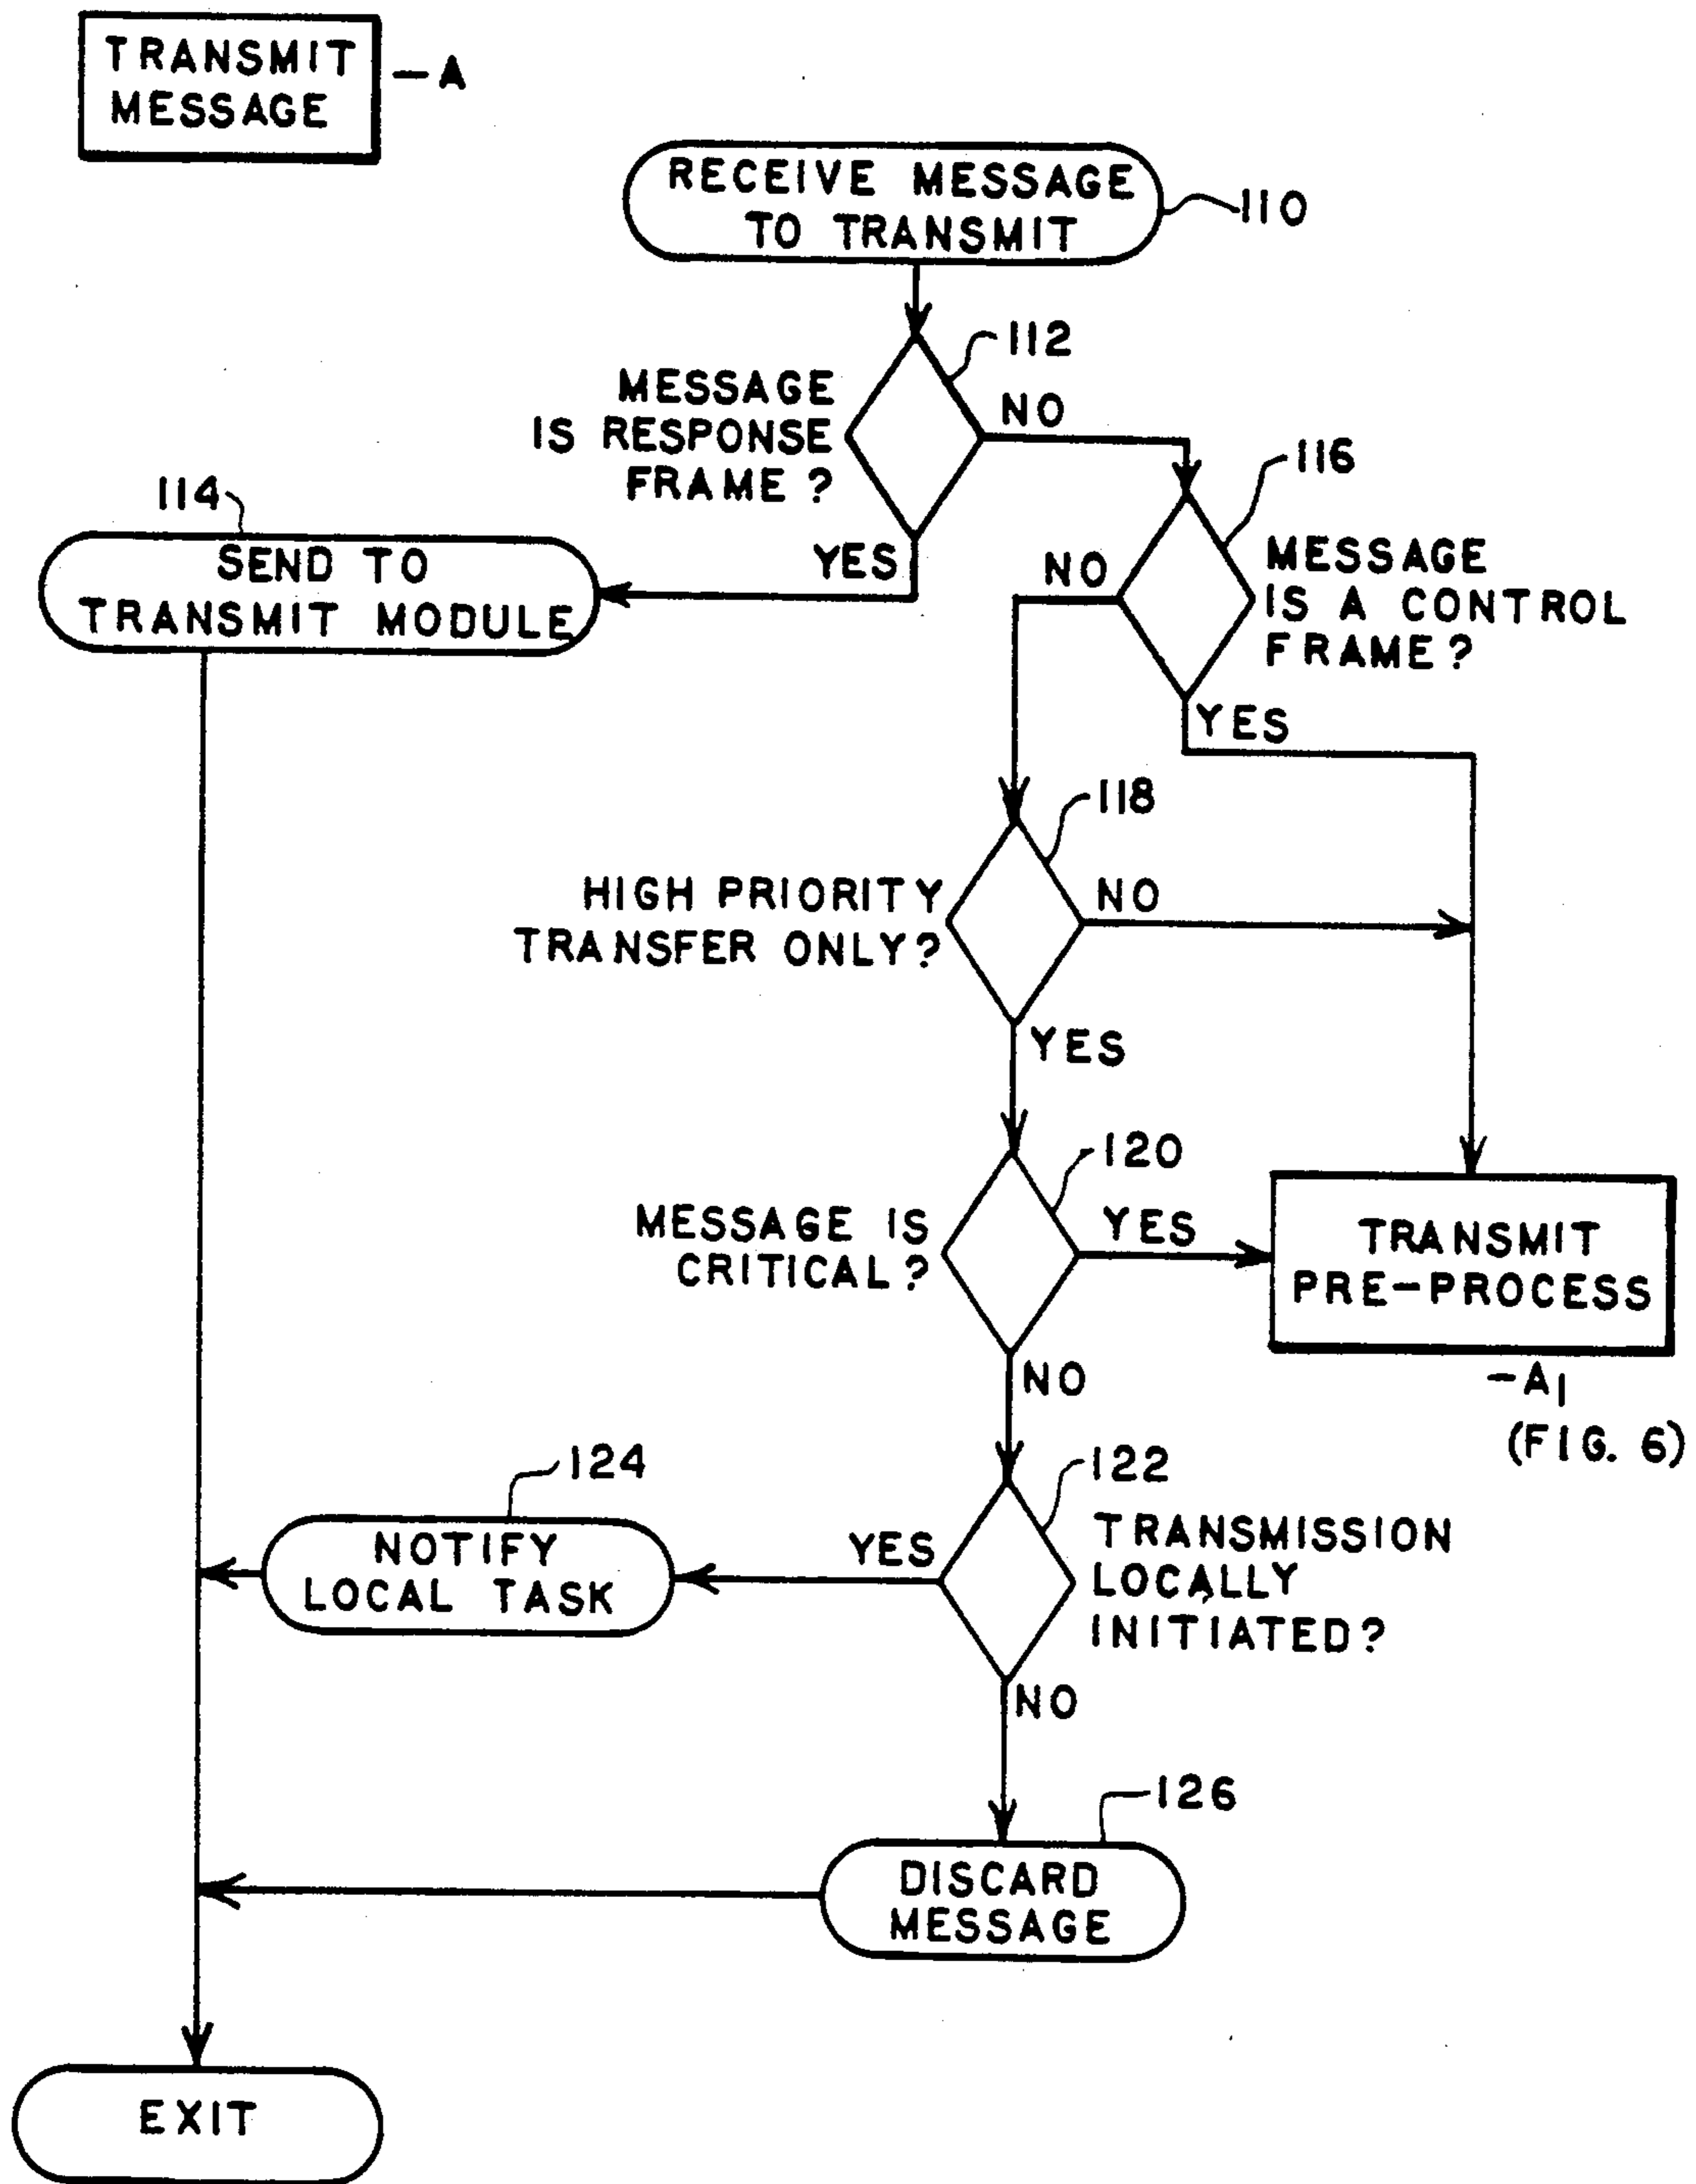 TRANSMIT
MESSAGE
-A
RECEIVE MESSAGE
TO TRANSMIT
110
112
MESSAGE
IS RESPONSE
FRAME?
NO
YES
116
MESSAGE
IS A CONTROL
FRAME?
NO
YES
114
SEND TO
TRANSMIT MODULE
118
HIGH PRIORITY
TRANSFER ONLY?
NO
YES
120
MESSAGE IS
CRITICAL?
YES
NO
TRANSMIT
PRE-PROCESS
-A1
(FIG. 6)
122
TRANSMISSION
LOCALLY
INITIATED?
YES
NO
124
NOTIFY
LOCAL TASK
126
DISCARD
MESSAGE
EXIT